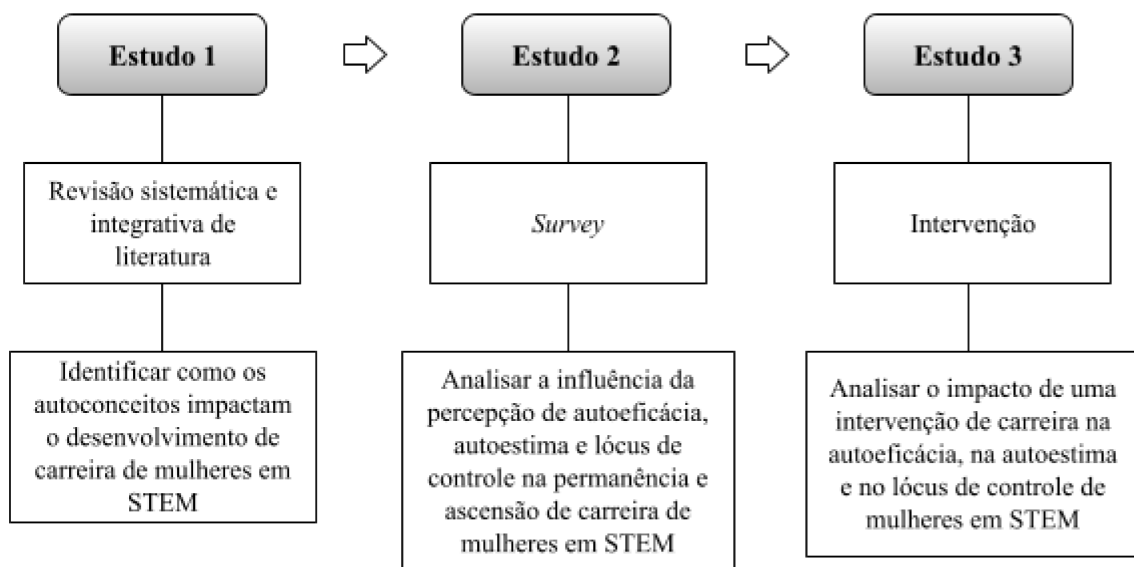 Estudo 1
Estudo 2
Estudo 3
Revisão sistemática e
integrativa de
literatura
Survey
Intervenção
Identificar como os
autoconceitos impactam
o desenvolvimento de
carreira de mulheres em
STEM
Analisar a influência da
percepção de autoeficácia,
autoestima e lócus de
controle na permanência e
ascensão de carreira de
mulheres em STEM
Analisar o impacto de uma
intervenção de carreira na
autoeficácia, na autoestima
e no lócus de controle de
mulheres em STEM